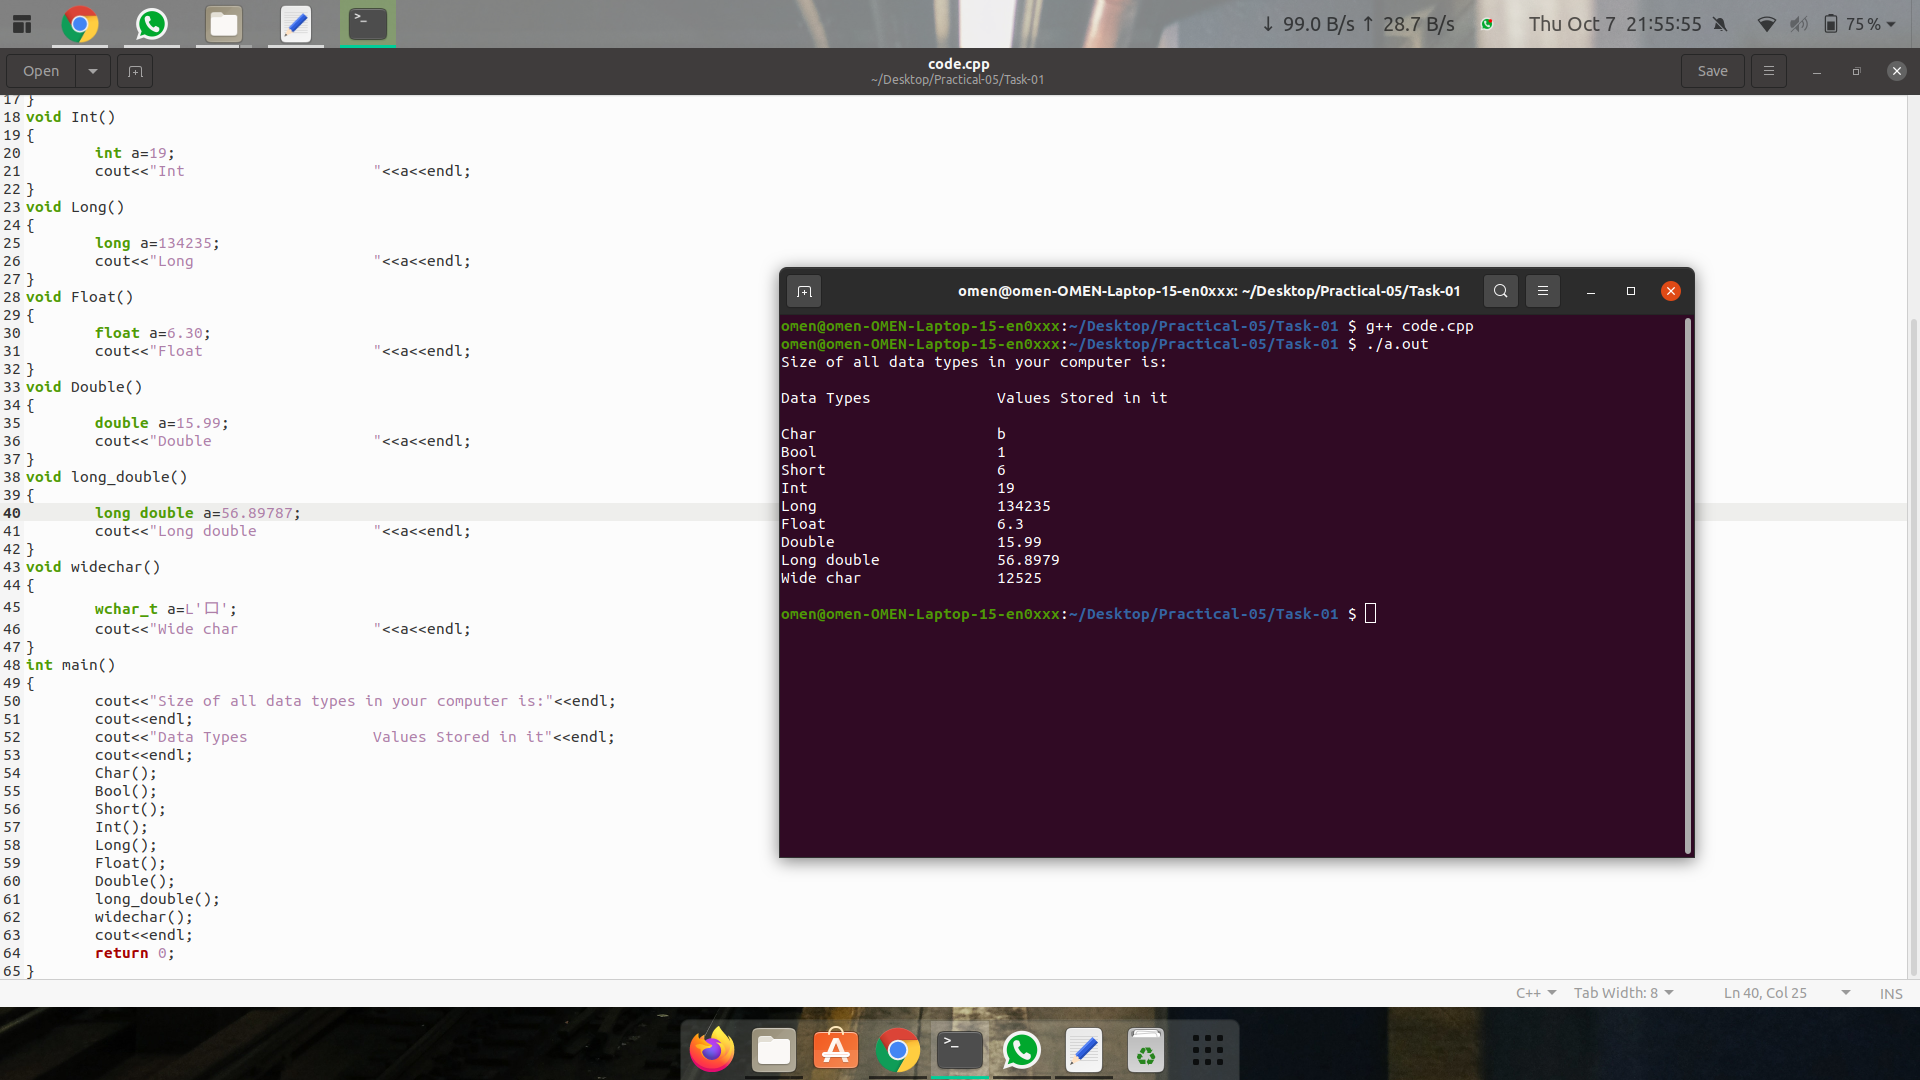 ↓ 99.0 B/s ↑ 28.7 B/s
Thu Oct 7 21:55:55
75 %
Open
code.cpp
~/Desktop/Practical-05/Task-01
Save
17 }
18 void Int()
19 {
20 int a=19;
21 cout<<"Int "<<a<<endl;
22 }
23 void Long()
24 {
25 long a=134235;
26 cout<<"Long "<<a<<endl;
27 }
28 void Float()
29 {
30 float a=6.30;
31 cout<<"Float "<<a<<endl;
32 }
33 void Double()
34 {
35 double a=15.99;
36 cout<<"Double "<<a<<endl;
37 }
38 void long_double()
39 {
40 long double a=56.89787;
41 cout<<"Long double "<<a<<endl;
42 }
43 void widechar()
44 {
45 wchar_t a=L'ロ';
46 cout<<"Wide char "<<a<<endl;
47 }
48 int main()
49 {
50 cout<<"Size of all data types in your computer is:"<<endl;
51 cout<<endl;
52 cout<<"Data Types Values Stored in it"<<endl;
53 cout<<endl;
54 Char();
55 Bool();
56 Short();
57 Int();
58 Long();
59 Float();
60 Double();
61 long_double();
62 widechar();
63 cout<<endl;
64 return 0;
65 }
omen@omen-OMEN-Laptop-15-en0xxx: ~/Desktop/Practical-05/Task-01
omen@omen-OMEN-Laptop-15-en0xxx:~/Desktop/Practical-05/Task-01 $ g++ code.cpp
omen@omen-OMEN-Laptop-15-en0xxx:~/Desktop/Practical-05/Task-01 $ ./a.out
Size of all data types in your computer is:
Data Types Values Stored in it
Char b
Bool 1
Short 6
Int 19
Long 134235
Float 6.3
Double 15.99
Long double 56.8979
Wide char 12525
omen@omen-OMEN-Laptop-15-en0xxx:~/Desktop/Practical-05/Task-01 $
C++
Tab Width: 8
Ln 40, Col 25
INS